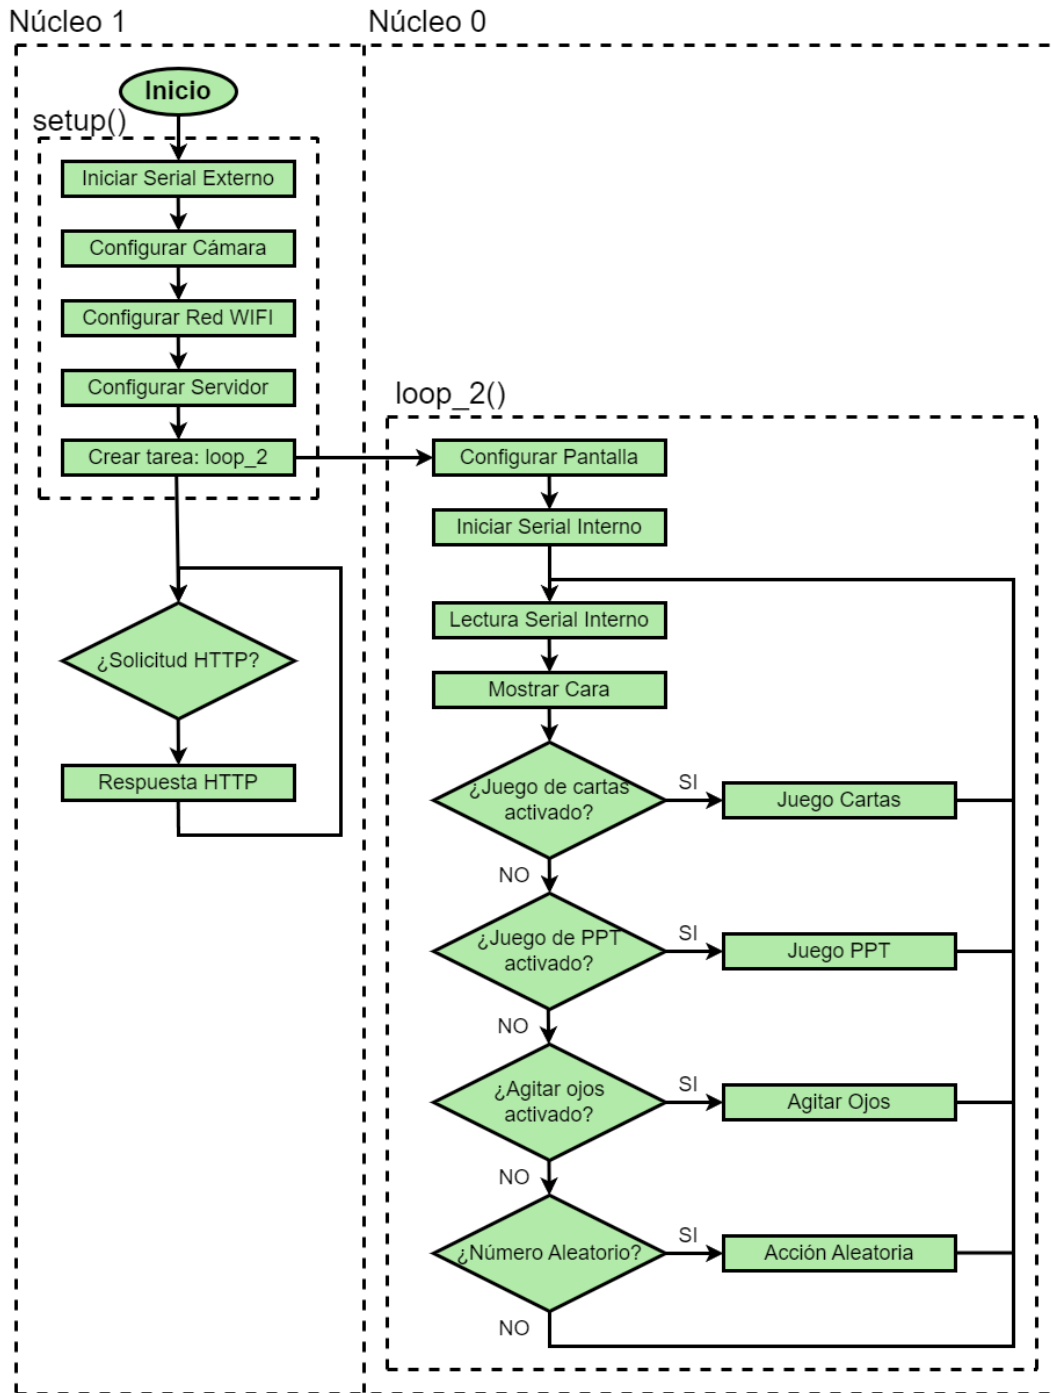 Núcleo 1
Núcleo 0
Inicio
setup()
Iniciar Serial Externo
Configurar Cámara
Configurar Red WIFI
Configurar Servidor
Crear tarea: loop_2
¿Solicitud HTTP?
Respuesta HTTP
loop_2()
Configurar Pantalla
Iniciar Serial Interno
Lectura Serial Interno
Mostrar Cara
¿Juego de cartas
activado?
SI
Juego Cartas
NO
¿Juego de PPT
activado?
SI
Juego PPT
NO
¿Agitar ojos
activado?
SI
Agitar Ojos
NO
¿Número Aleatorio?
SI
Acción Aleatoria
NO